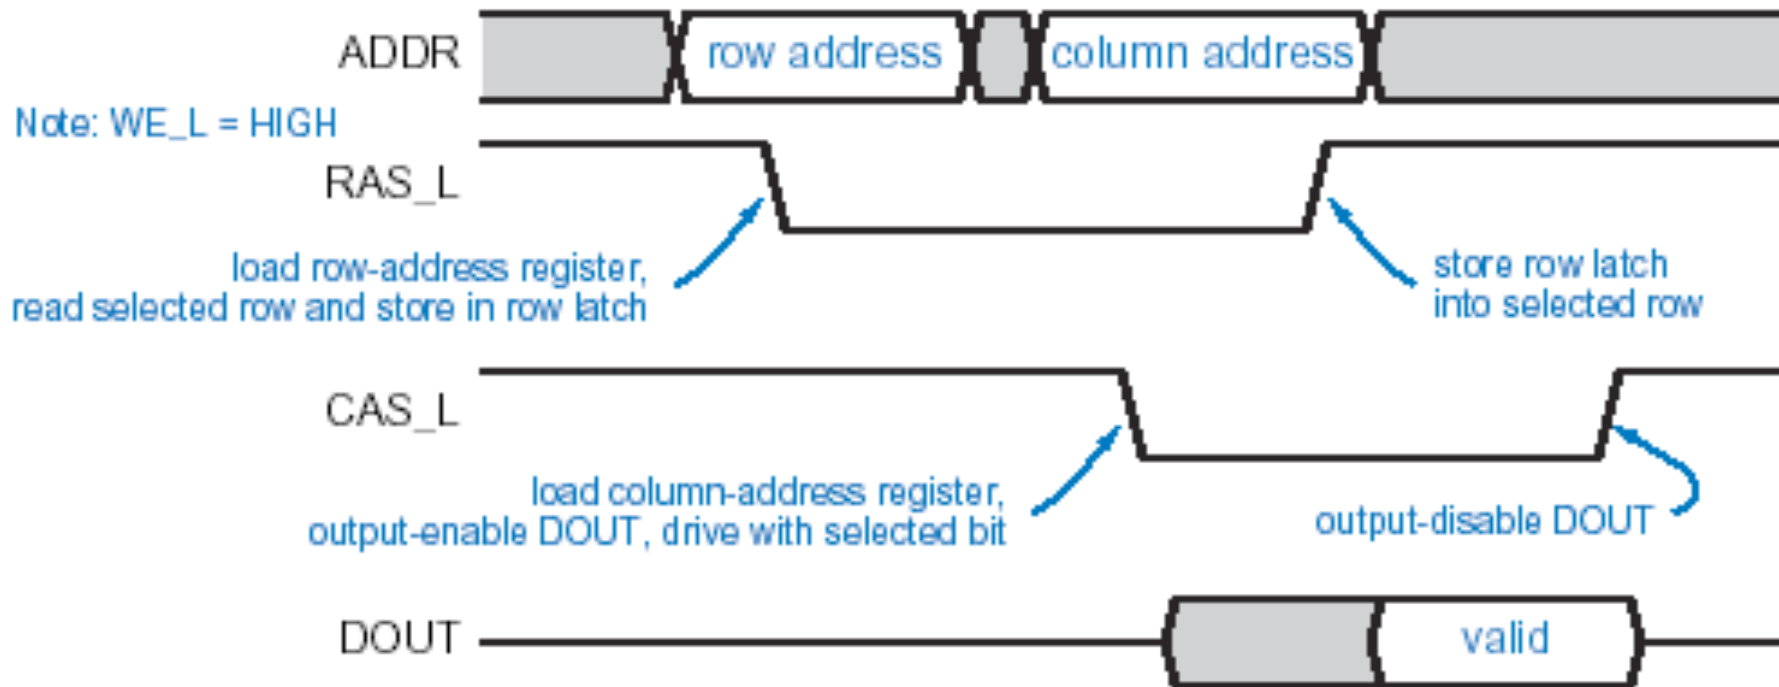 ADDR
row address
column address
Note: WE_L = HIGH
RAS_L
load row-address register,
read selected row and store in row latch
store row latch
into selected row
CAS_L
load column-address register,
output-enable DOUT, drive with selected bit
output-disable DOUT
DOUT
valid